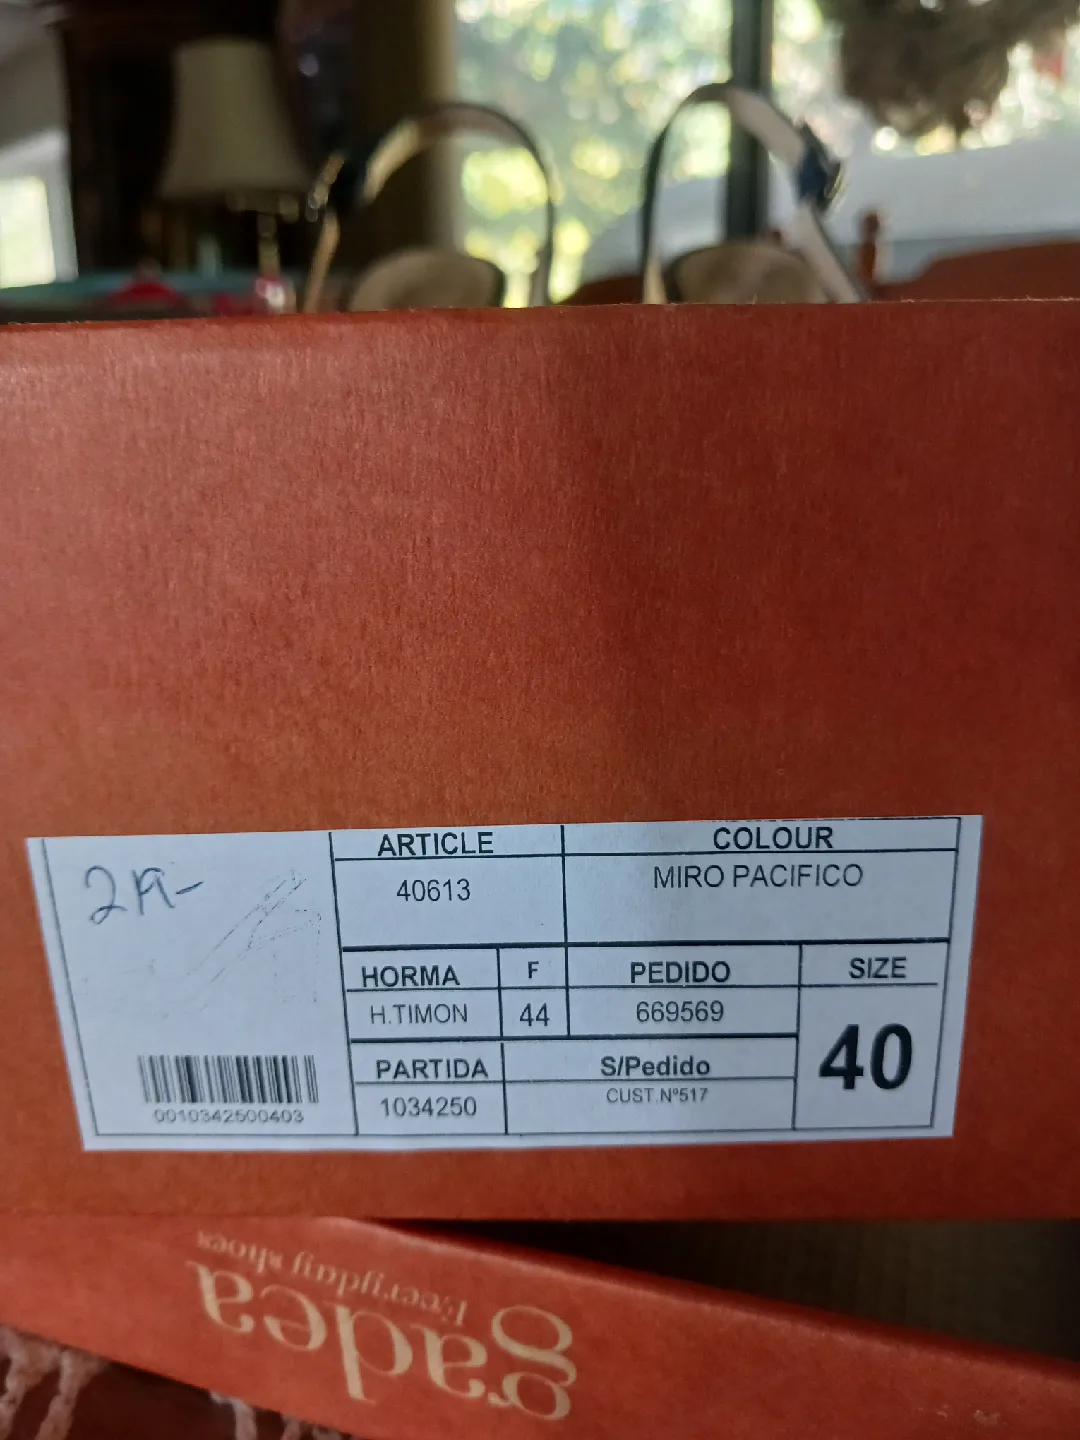 219-
ARTICLE
40613
COLOUR
MIRO PACIFICO
HORMA
H.TIMON
F
44
PEDIDO
669569
SIZE
40
PARTIDA
1034250
S/Pedido
CUST.Nº517
0010342500403
gadea
Everyday shoes